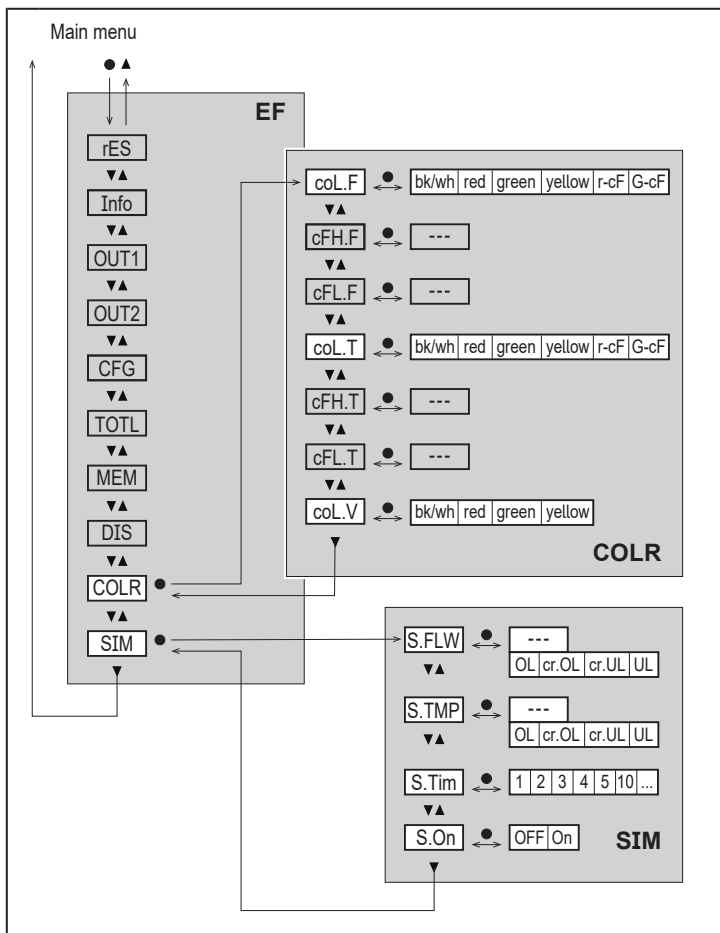 Main menu
EF
rES
Info
OUT1
OUT2
CFG
TOTL
MEM
DIS
COLR
SIM
coL.F bk/wh red green yellow r-cF G-cF
cFH.F ---
cFL.F ---
coL.T bk/wh red green yellow r-cF G-cF
cFH.T ---
cFL.T ---
coL.V bk/wh red green yellow
COLR
S.FLW ---
OL cr.OL cr.UL UL
S.TMP ---
OL cr.OL cr.UL UL
S.Tim 1 2 3 4 5 10 ...
S.On OFF On
SIM